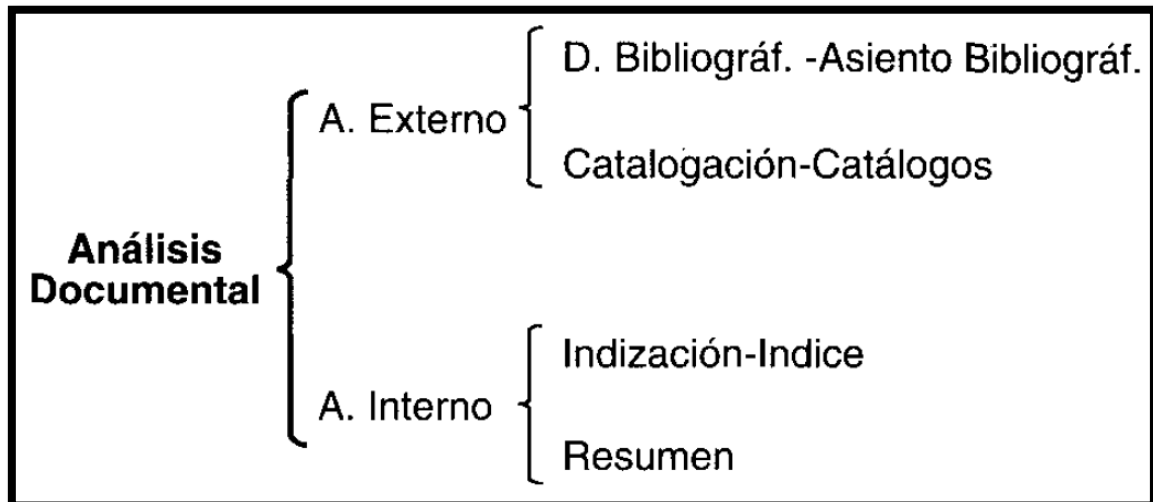 Análisis
Documental
A. Externo
D. Bibliográf. -Asiento Bibliográf.
Catalogación-Catálogos
A. Interno
Indización-Indice
Resumen